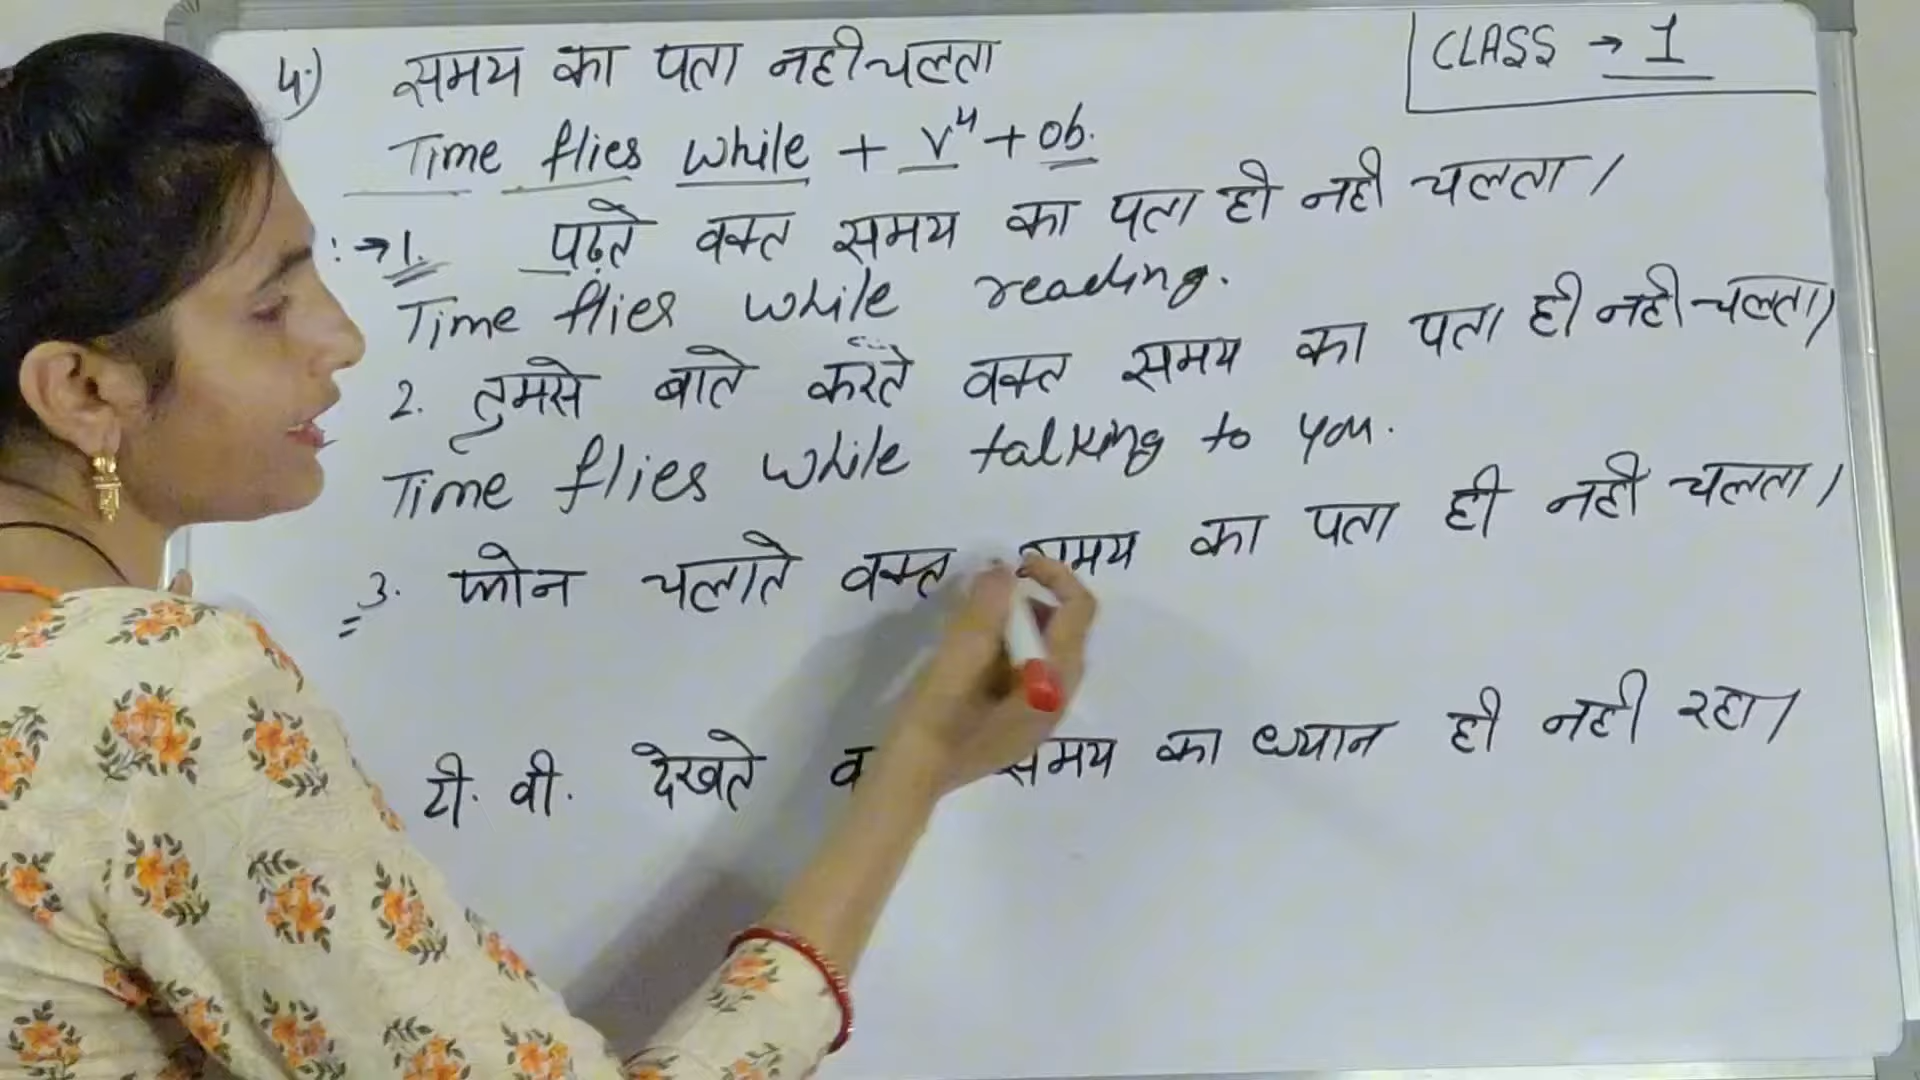 4.) समय का पता नही चलता
CLASS → 1
Time flies while + V⁴ + Ob.
:→1. पढ़ते वक्त समय का पता ही नही चलता।
Time flies while reading.
2. तुमसे बाते करते वक्त समय का पता ही नही चलता।
Time flies while talking to you.
3. फोन चलाते वक्त समय का पता ही नही चलता।
टी. वी. देखते समय का ध्यान ही नही रहा।